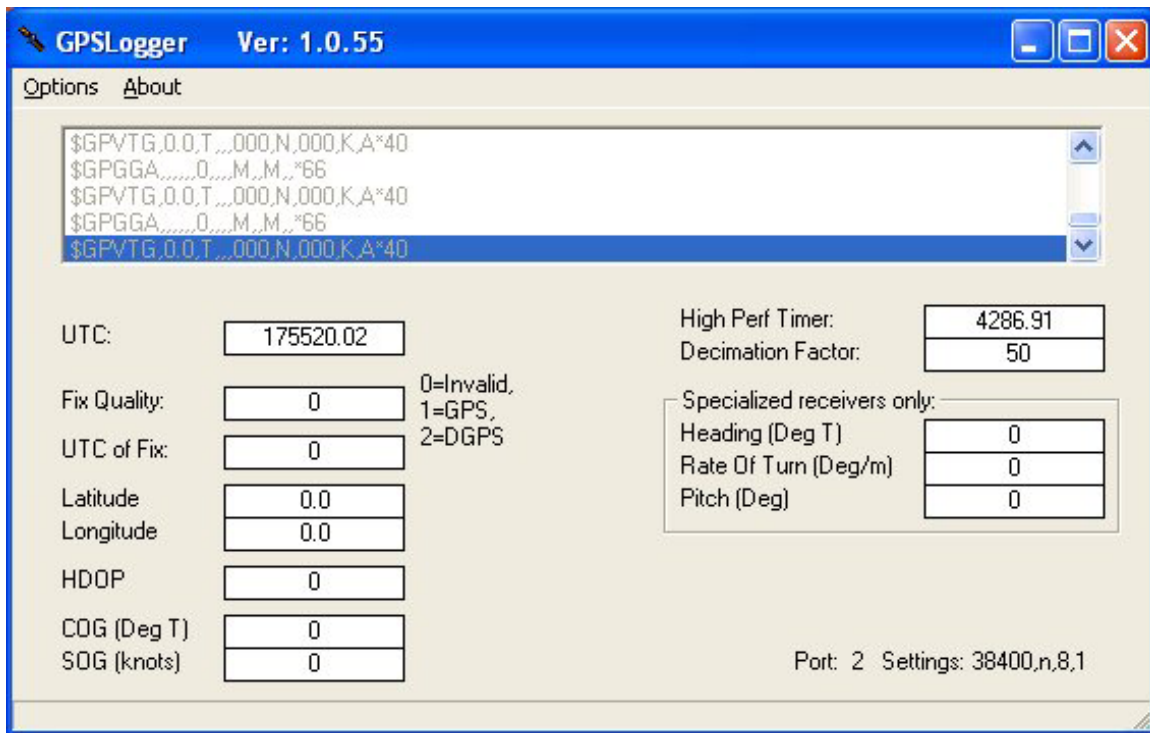 GPSLogger Ver: 1.0.55
Options About
$GPVTG,0.0,T,,,000,N,000,K,A*40
$GPGGA,,,,,,0,,,,M,,M,,*66
$GPVTG,0.0,T,,,000,N,000,K,A*40
$GPGGA,,,,,,0,,,,M,,M,,*66
$GPVTG,0.0,T,,,000,N,000,K,A*40
UTC: 175520.02
Fix Quality: 0
0=Invalid,
1=GPS,
2=DGPS
UTC of Fix: 0
Latitude 0.0
Longitude 0.0
HDOP 0
COG (Deg T) 0
SOG (knots) 0
High Perf Timer: 4286.91
Decimation Factor: 50
Specialized receivers only:
Heading (Deg T) 0
Rate Of Turn (Deg/m) 0
Pitch (Deg) 0
Port: 2 Settings: 38400,n,8,1